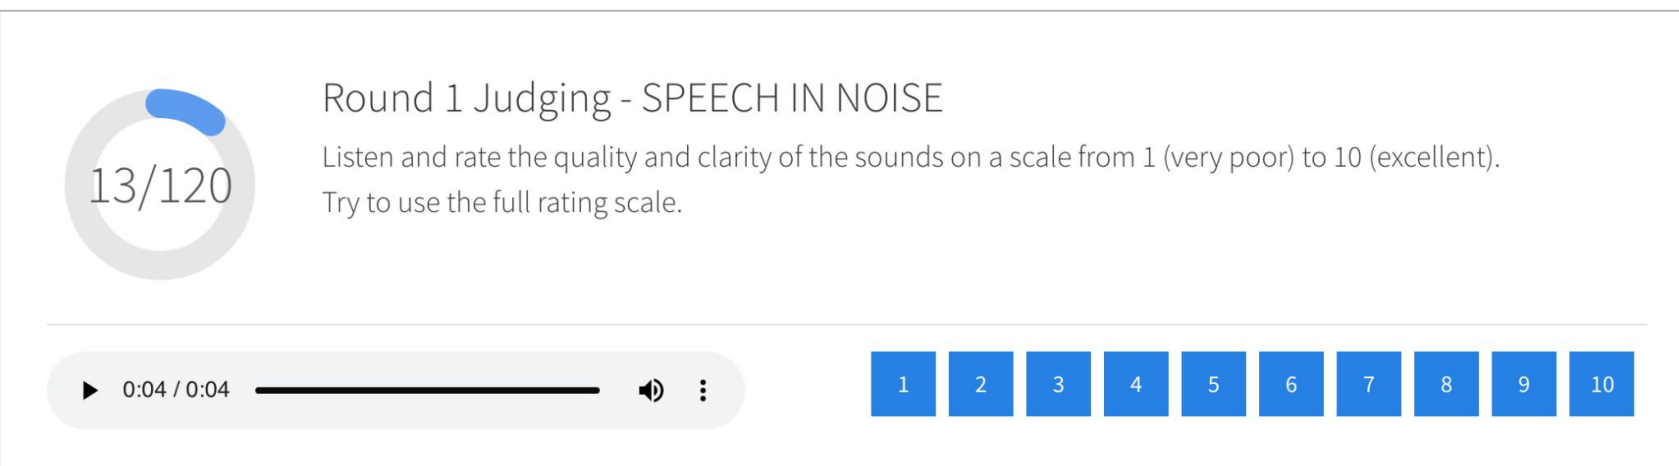 13/120
Round 1 Judging - SPEECH IN NOISE
Listen and rate the quality and clarity of the sounds on a scale from 1 (very poor) to 10 (excellent).
Try to use the full rating scale.
0:04 / 0:04
1 2 3 4 5 6 7 8 9 10